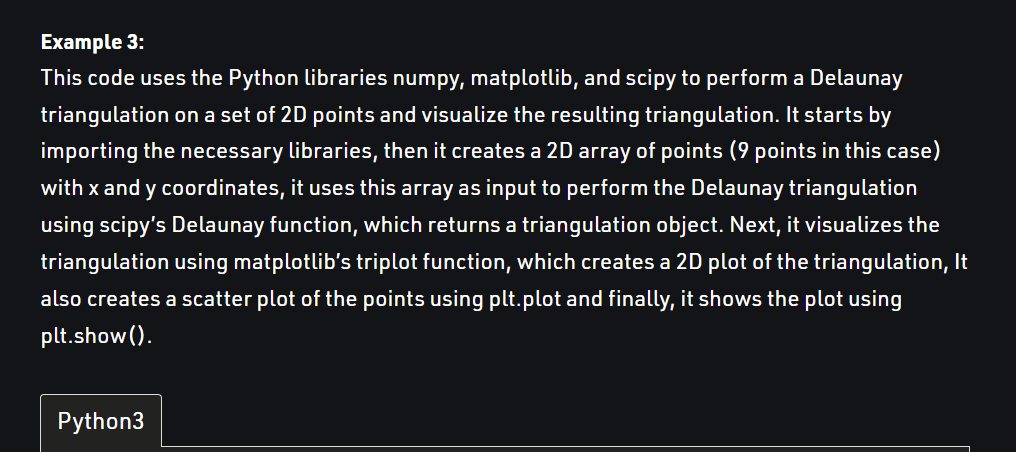 Example 3:
This code uses the Python libraries numpy, matplotlib, and scipy to perform a Delaunay
triangulation on a set of 2D points and visualize the resulting triangulation. It starts by
importing the necessary libraries, then it creates a 2D array of points (9 points in this case)
with x and y coordinates, it uses this array as input to perform the Delaunay triangulation
using scipy’s Delaunay function, which returns a triangulation object. Next, it visualizes the
triangulation using matplotlib’s triplot function, which creates a 2D plot of the triangulation, It
also creates a scatter plot of the points using plt.plot and finally, it shows the plot using
plt.show().
Python3